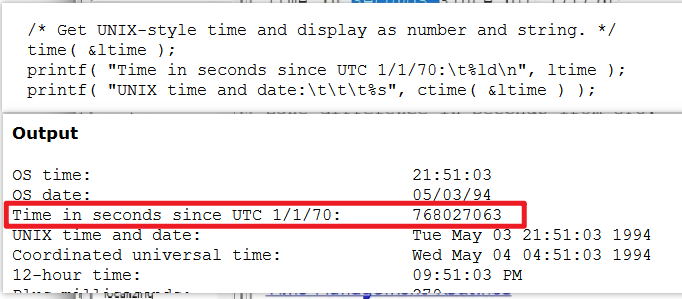 /* Get UNIX-style time and display as number and string. */
time( &ltime );
printf( "Time in seconds since UTC 1/1/70:\t%ld\n", ltime );
printf( "UNIX time and date:\t\t\t%s", ctime( &ltime ) );
Output
OS time: 21:51:03
OS date: 05/03/94
Time in seconds since UTC 1/1/70: 768027063
UNIX time and date: Tue May 03 21:51:03 1994
Coordinated universal time: Wed May 04 04:51:03 1994
12-hour time: 09:51:03 PM